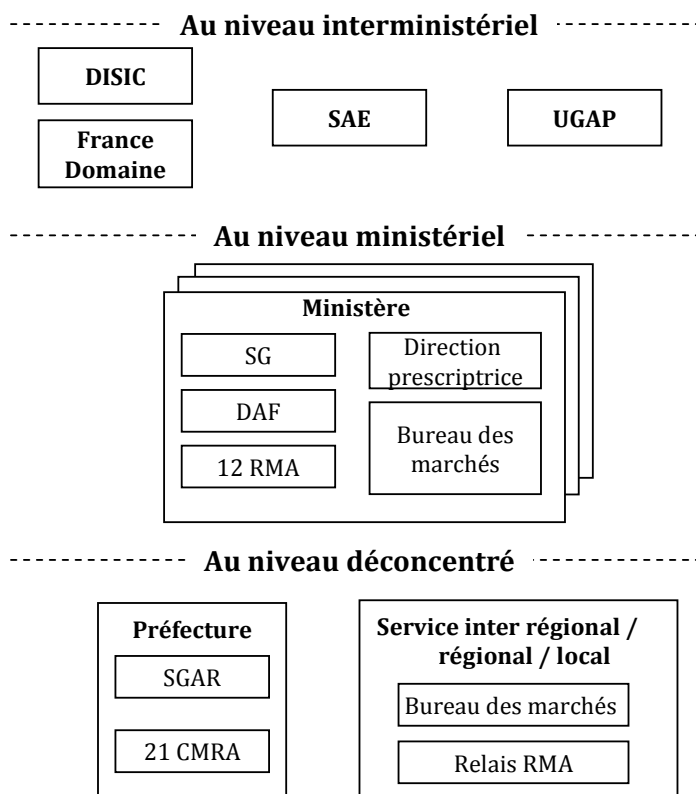 Au niveau interministériel
DISIC
France
Domaine
SAE
UGAP
Au niveau ministériel
Ministère
SG
DAF
12 RMA
Direction
prescriptrice
Bureau des
marchés
Au niveau déconcentré
Préfecture
SGAR
21 CMRA
Service inter régional /
régional / local
Bureau des marchés
Relais RMA